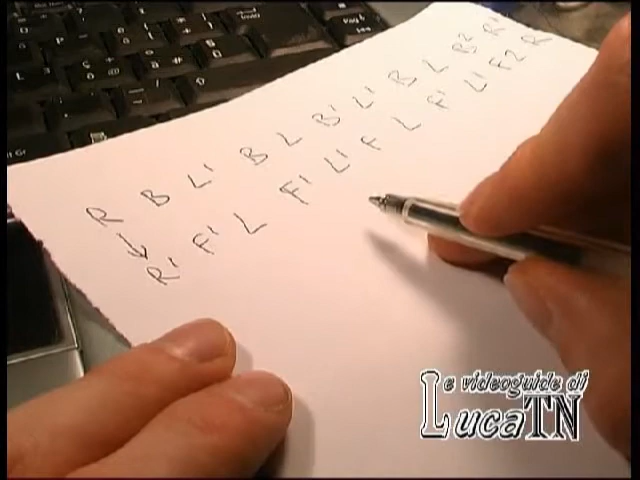 R B L' B L B' L' B L B2 R'
→ R' F' L F' L' F L F' L' F2 R
Le videoguide di
LucaTN